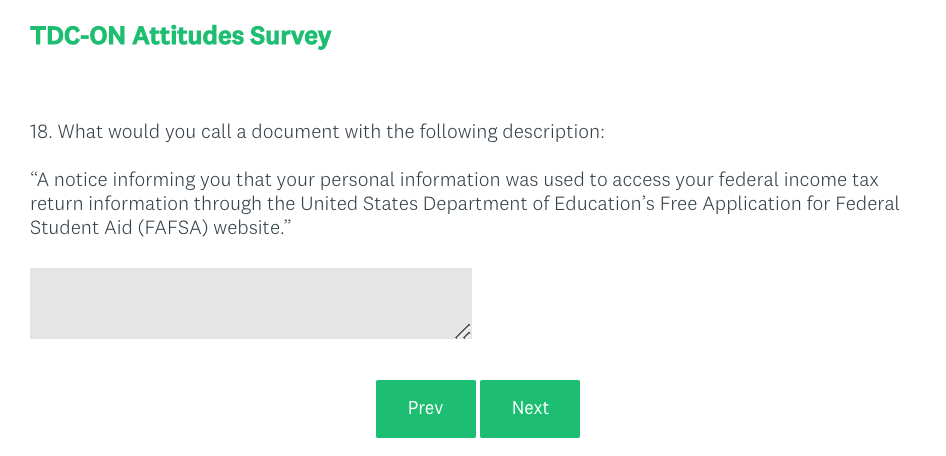 TDC-ON Attitudes Survey
18. What would you call a document with the following description:
“A notice informing you that your personal information was used to access your federal income tax
return information through the United States Department of Education’s Free Application for Federal
Student Aid (FAFSA) website.”
Prev Next